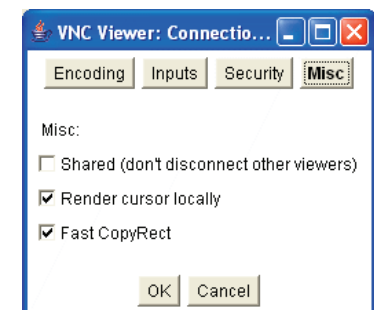 VNC Viewer: Connectio...
Encoding Inputs Security Misc
Misc:
Shared (don't disconnect other viewers)
Render cursor locally
Fast CopyRect
OK Cancel